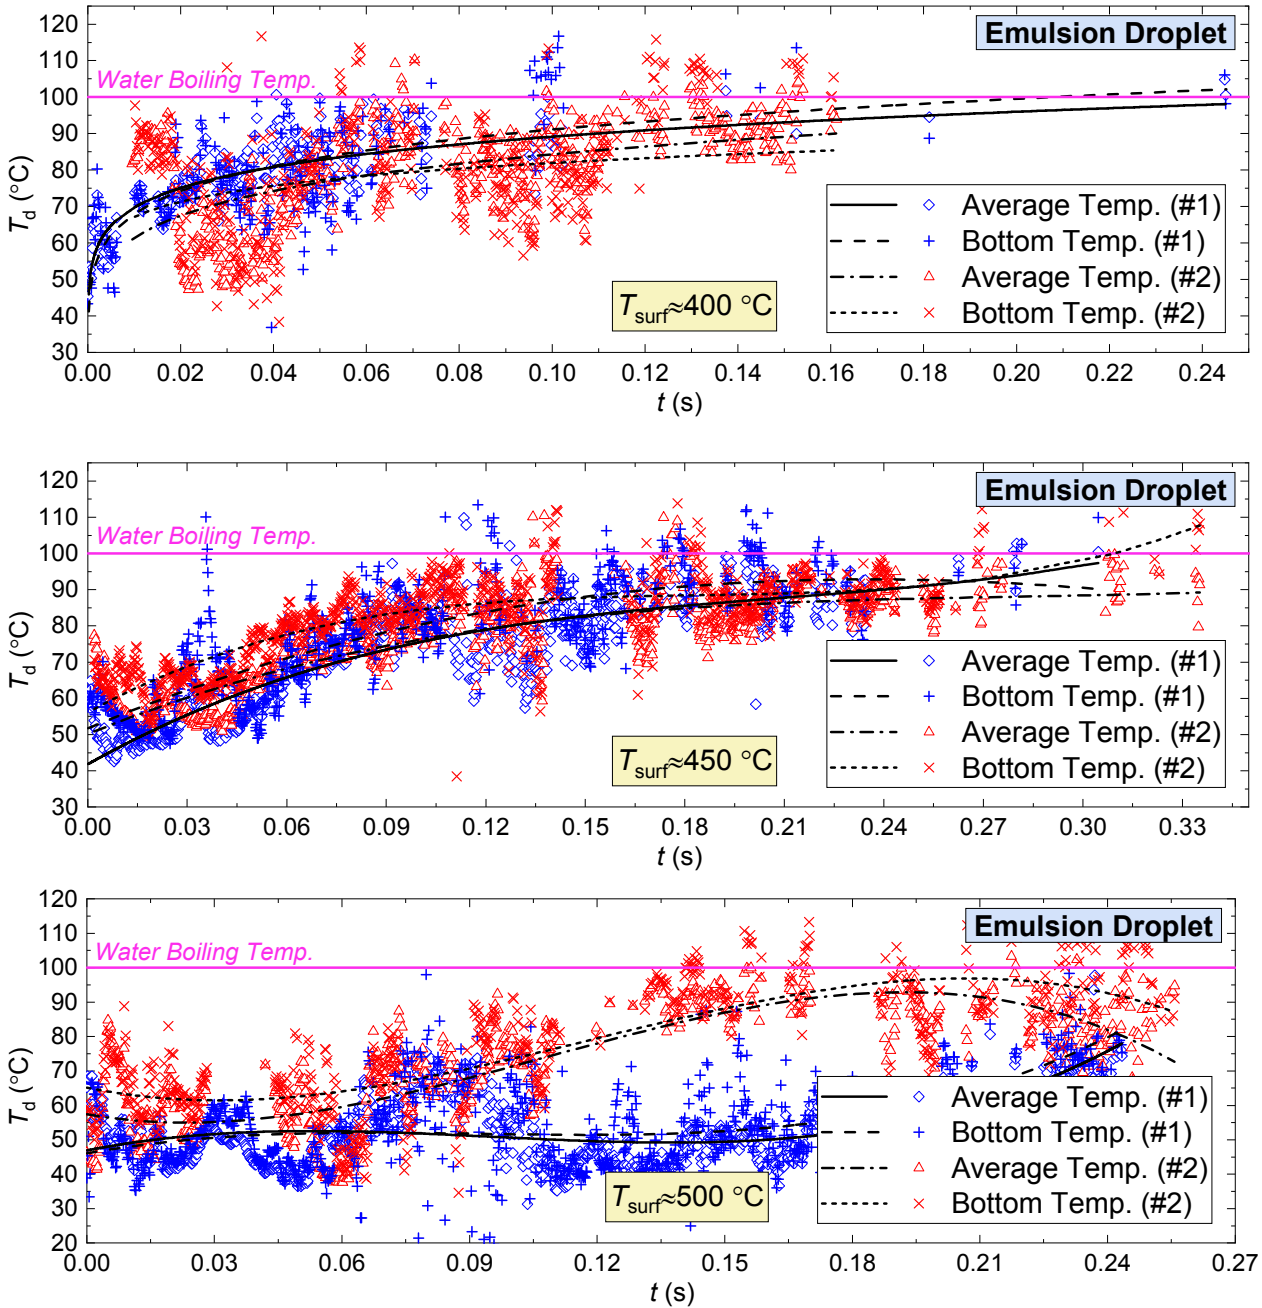 120
110
100
90
80
70
60
50
40
30
T_d (°C)
Emulsion Droplet
Water Boiling Temp.
T_surf≈400 °C
Average Temp. (#1)
Bottom Temp. (#1)
Average Temp. (#2)
Bottom Temp. (#2)
0.00 0.02 0.04 0.06 0.08 0.10 0.12 0.14 0.16 0.18 0.20 0.22 0.24
t (s)
120
110
100
90
80
70
60
50
40
30
T_d (°C)
Emulsion Droplet
Water Boiling Temp.
T_surf≈450 °C
Average Temp. (#1)
Bottom Temp. (#1)
Average Temp. (#2)
Bottom Temp. (#2)
0.00 0.03 0.06 0.09 0.12 0.15 0.18 0.21 0.24 0.27 0.30 0.33
t (s)
120
110
100
90
80
70
60
50
40
30
20
T_d (°C)
Emulsion Droplet
Water Boiling Temp.
T_surf≈500 °C
Average Temp. (#1)
Bottom Temp. (#1)
Average Temp. (#2)
Bottom Temp. (#2)
0.00 0.03 0.06 0.09 0.12 0.15 0.18 0.21 0.24 0.27
t (s)